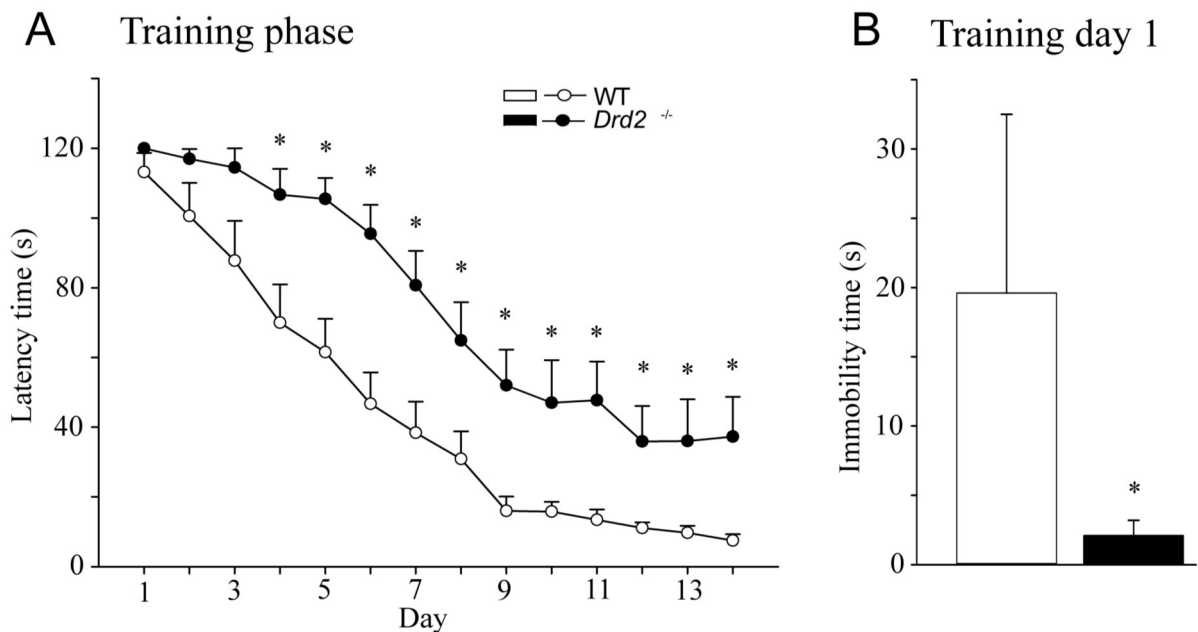 A Training phase
WT
Drd2 -/-
120
80
40
0
Latency time (s)
* * * * * * * * * * *
1 3 5 7 9 11 13
Day
B Training day 1
30
20
10
0
Immobility time (s)
*